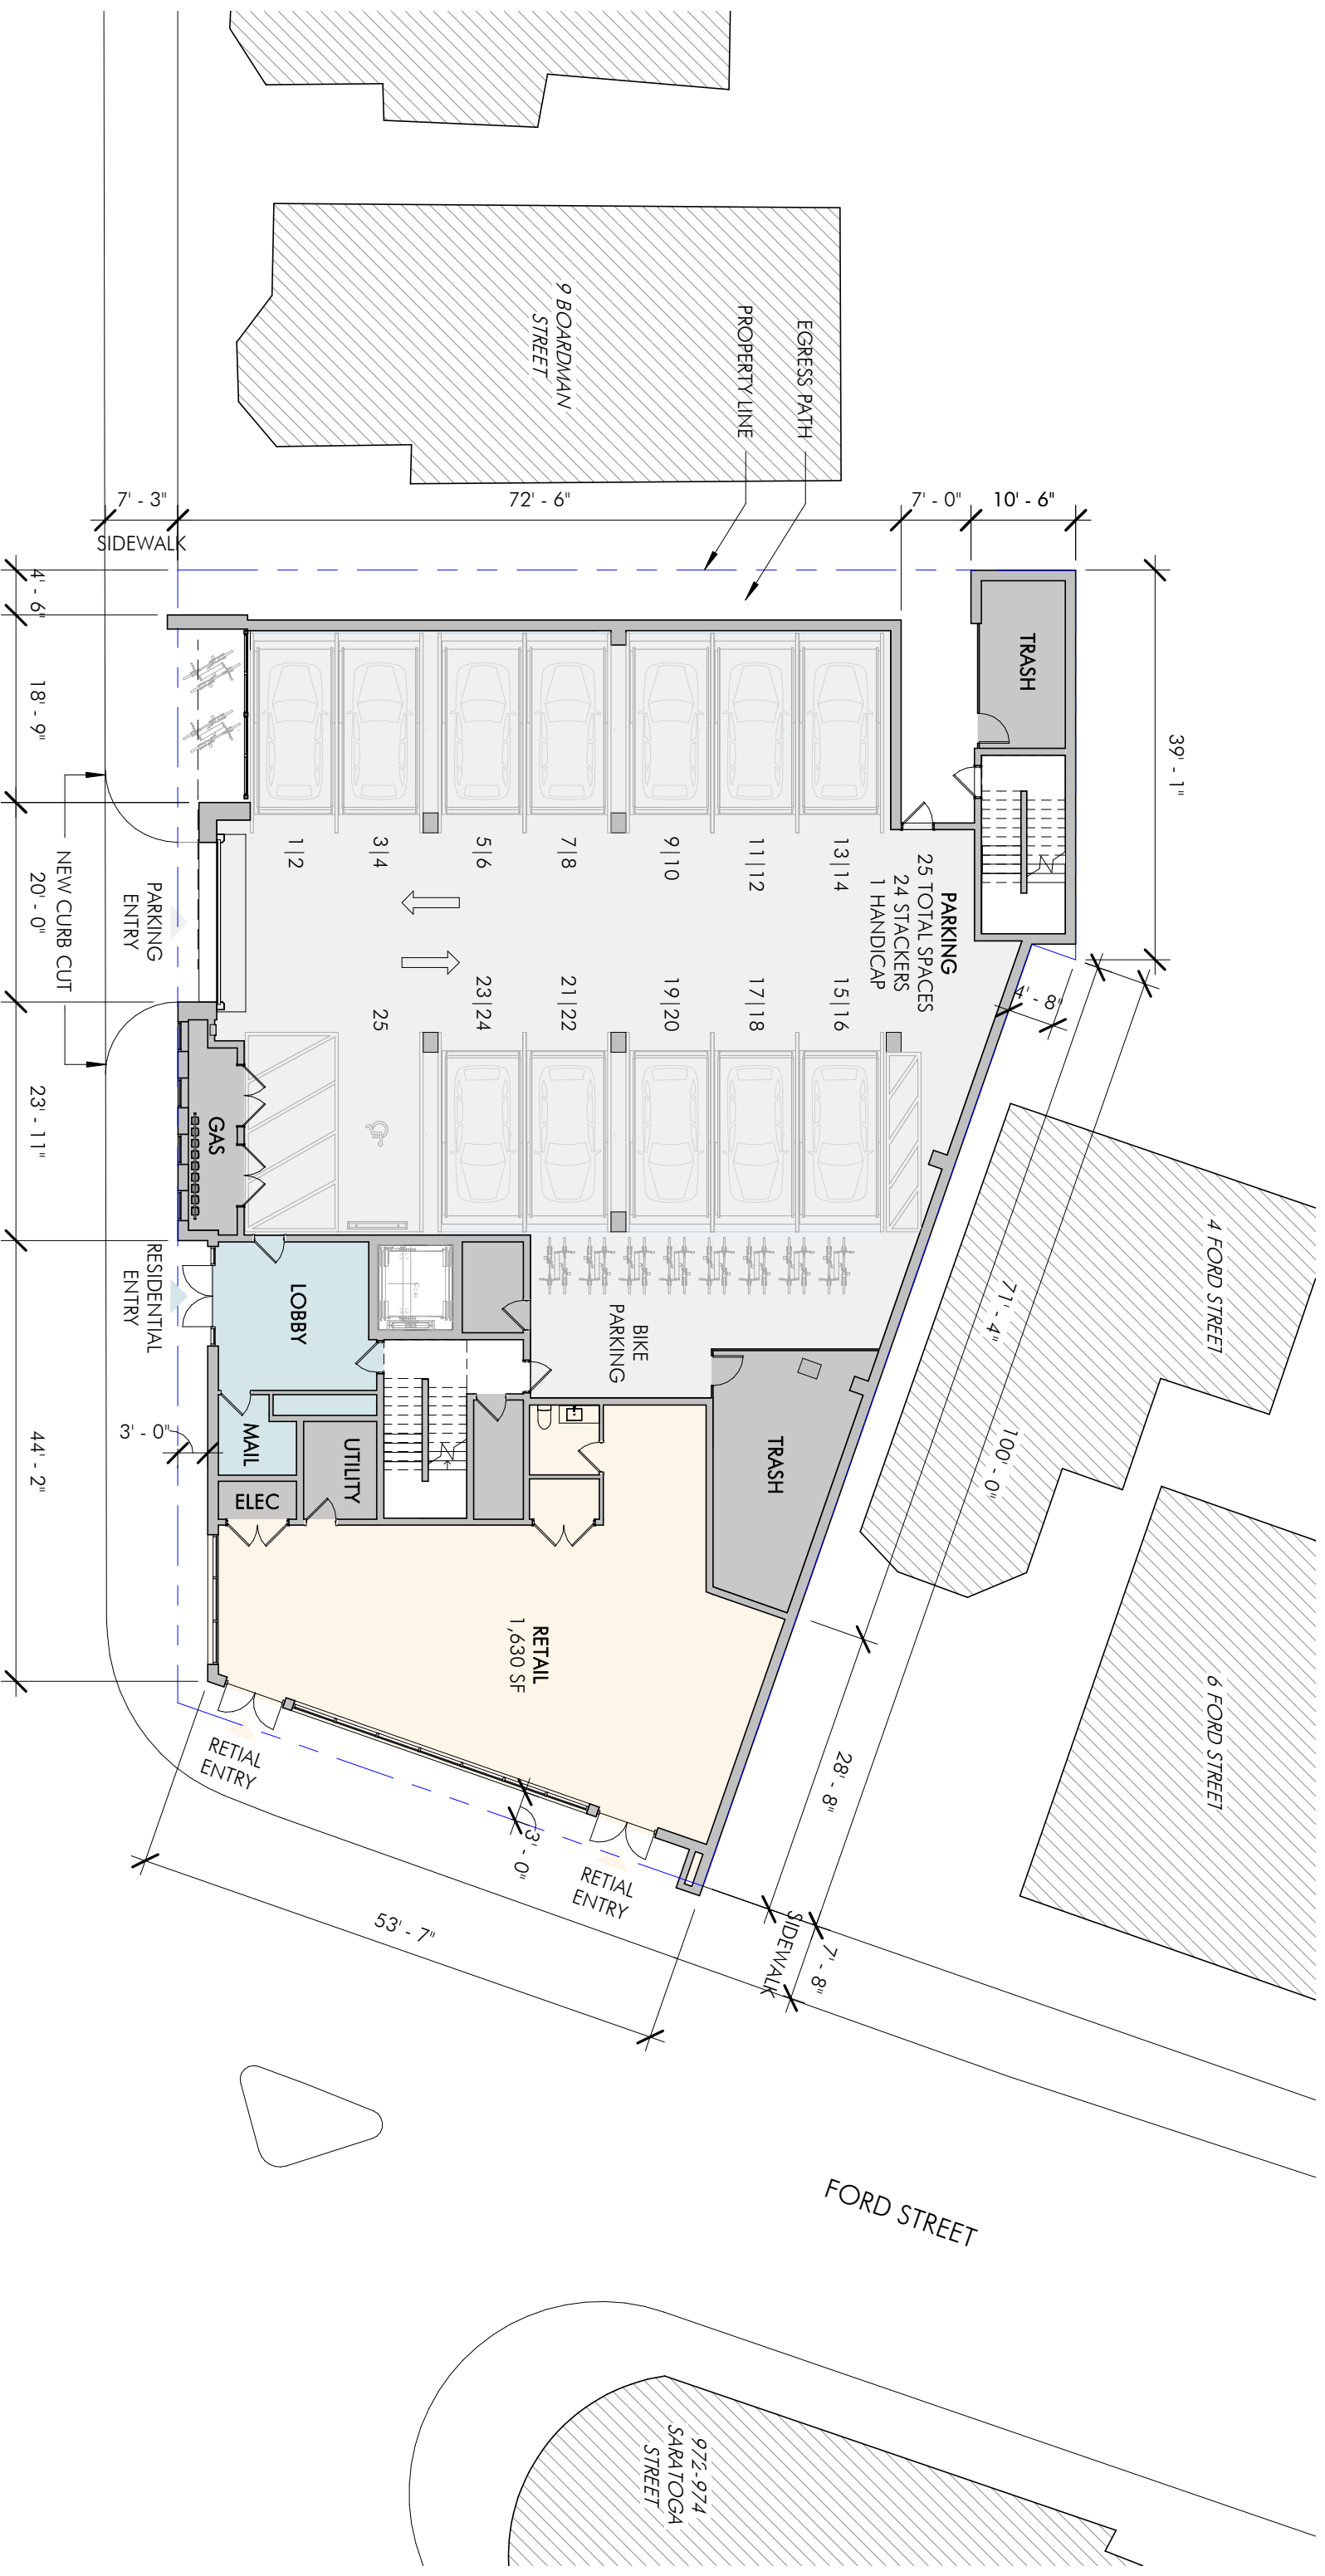 9 BOARDMAN
STREET
PROPERTY LINE
EGRESS PATH
7' - 3"
72' - 6"
7' - 0"
10' - 6"
SIDEWALK
4' - 6"
18' - 9"
20' - 0"
23' - 11"
44' - 2"
39' - 1"
TRASH
1|2
3|4
5|6
7|8
9|10
11|12
13|14
PARKING
25 TOTAL SPACES
24 STACKERS
1 HANDICAP
NEW CURB CUT
PARKING
ENTRY
25
23|24
21|22
19|20
17|18
15|16
4' - 8"
GAS
4 FORD STREET
71' - 4"
100' - 0"
RESIDENTIAL
ENTRY
LOBBY
BIKE
PARKING
3' - 0"
MAIL
UTILITY
ELEC
TRASH
RETAIL
1,630 SF
6 FORD STREET
28' - 8"
RETIAL
ENTRY
3' - 0"
RETIAL
ENTRY
53' - 7"
SIDEWALK
7' - 8"
FORD STREET
972-974
SARATOGA
STREET